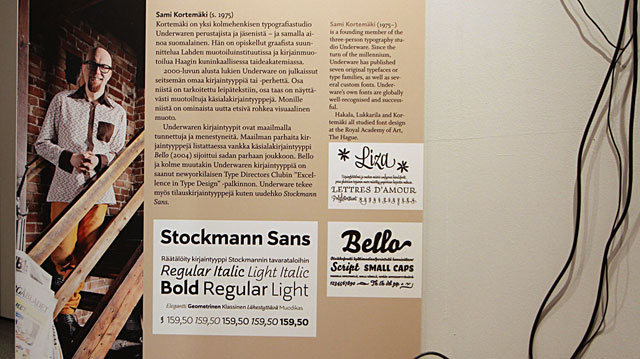 Sami Kortemäki (s. 1975)
Kortemäki on yksi kolmehenkisen typografiastudio
Underwaren perustajista ja jäsenistä – ja samalla ai-
noa suomalainen. Hän on opiskellut graafista suun-
nittelua Lahden muotoiluinstituutissa ja kirjainmuo-
toilua Haagin kuninkaallisessa taideakatemiassa.
2000-luvun alusta lukien Underware on julkaissut
seitsemän omaa kirjaintyyppiä tai -perhettä. Osa
niistä on tarkoitettu leipätekstiin, osa taas on näyttä-
västi muotoiltuja käsialakirjaintyyppejä. Monille
niistä on ominaista uutta etsivä rohkea visuaalinen
muoto.
Underwaren kirjaintyypit ovat maailmalla
tunnettuja ja menestyneitä. Maailman parhaita kir-
jaintyyppejä listattaessa vankka käsialakirjaintyyppi
Bello (2004) sijoittui sadan parhaan joukkoon. Bello
ja kolme muutakin Underwaren kirjaintyyppiä on
saanut newyorkilaisen Type Directors Clubin "Excel-
lence in Type Design" -palkinnon. Underware tekee
myös tilauskirjaintyyppejä kuten uudehko Stockmann
Sans.
Sami Kortemäki (1975–)
is a founding member of the
three-person typography stu-
dio Underware. Since the
turn of the millennium,
Underware has published
seven original typefaces or
type families, as well as sev-
eral custom fonts. Under-
ware's own fonts are globally
well-recognised and success-
ful.
Hakala, Lukkarila and Korte-
mäki all studied font design
at the Royal Academy of Art,
The Hague.
Liza
LETTRES D'AMOUR
Bello
Script SMALL CAPS
1234567890
Stockmann Sans
Räätälöity kirjaintyyppi Stockmannin tavarataloihin
Regular Italic Light Italic
Bold Regular Light
Elegantti Geometrinen Klassinen Lähestyttävä Muodikas
$ 159,50 159,50 159,50 159,50 159,50